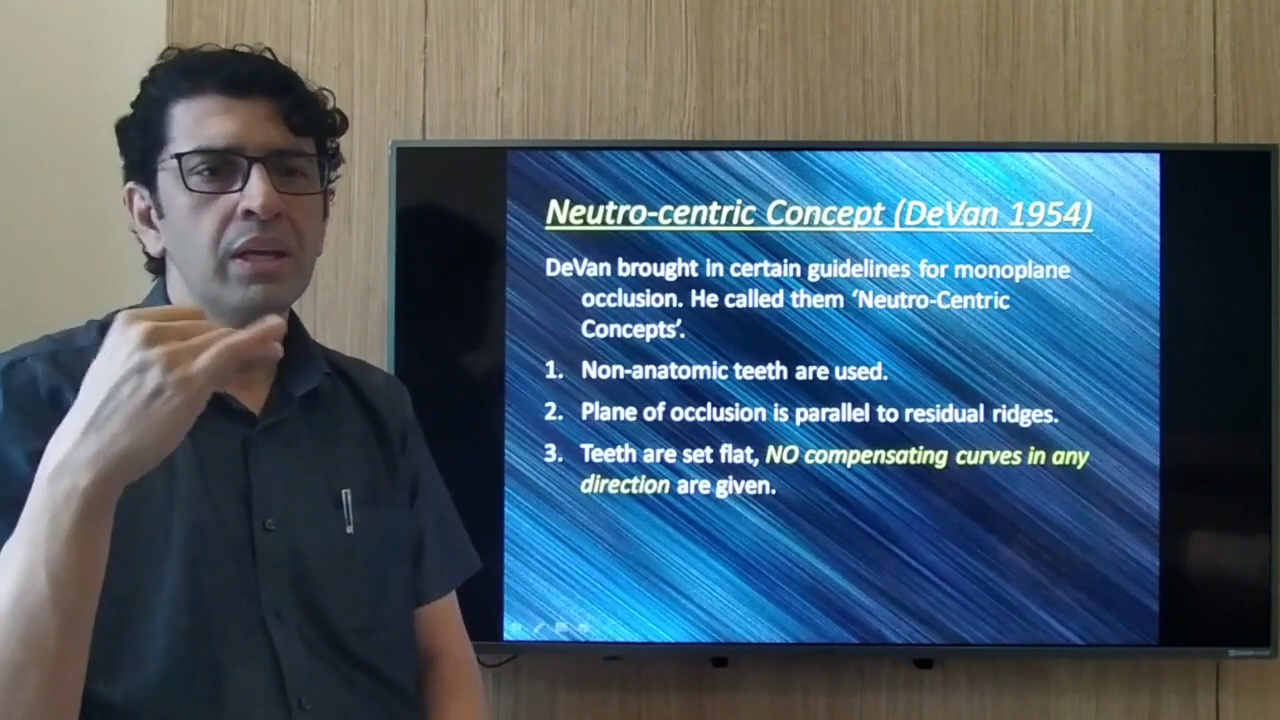 Neutro-centric Concept (DeVan 1954)
DeVan brought in certain guidelines for monoplane
occlusion. He called them ‘Neutro-Centric
Concepts’.
1. Non-anatomic teeth are used.
2. Plane of occlusion is parallel to residual ridges.
3. Teeth are set flat, NO compensating curves in any
direction are given.